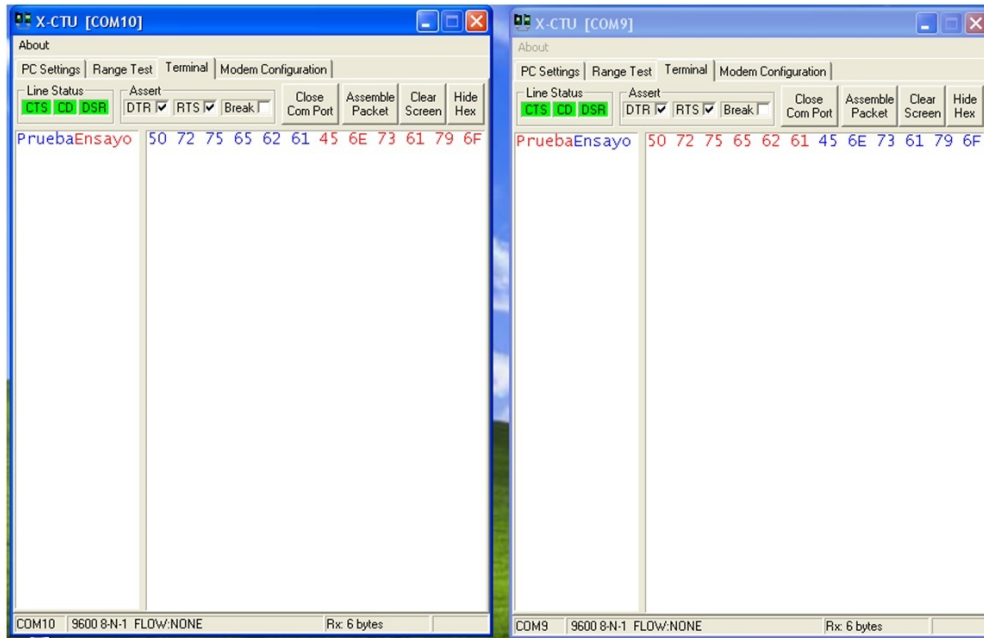 X-CTU [COM10]
About
PC Settings Range Test Terminal Modem Configuration
Line Status Assert
CTS CD DSR DTR RTS Break Close Com Port Assemble Packet Clear Screen Hide Hex
PruebaEnsayo 50 72 75 65 62 61 45 6E 73 61 79 6F
COM10 9600 8-N-1 FLOW:NONE Rx: 6 bytes
X-CTU [COM9]
About
PC Settings Range Test Terminal Modem Configuration
Line Status Assert
CTS CD DSR DTR RTS Break Close Com Port Assemble Packet Clear Screen Hide Hex
PruebaEnsayo 50 72 75 65 62 61 45 6E 73 61 79 6F
COM9 9600 8-N-1 FLOW:NONE Rx: 6 bytes